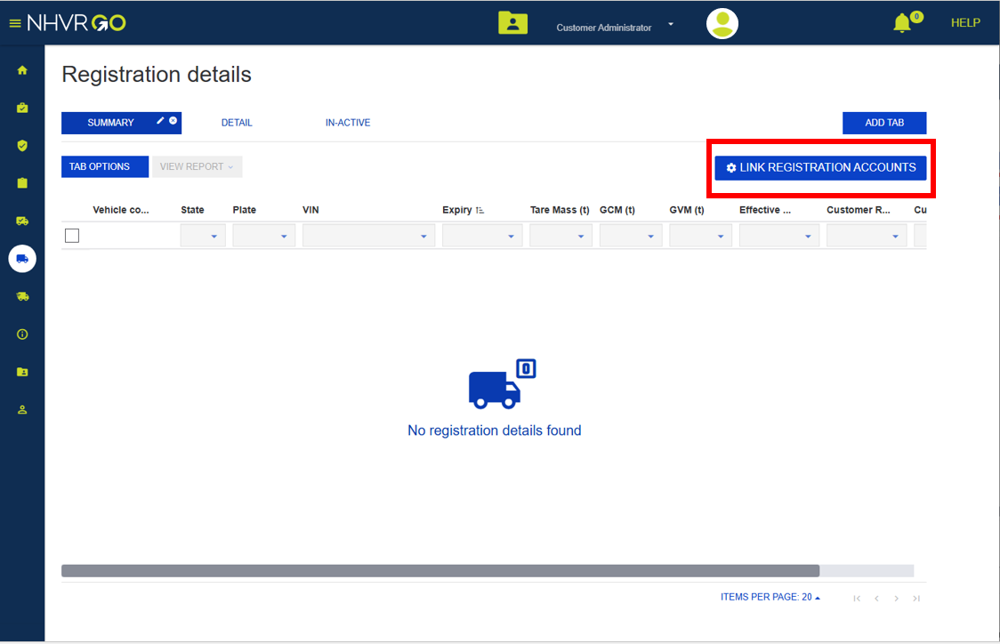 NHVR GO
Customer Administrator
0
HELP
Registration details
SUMMARY
DETAIL
IN-ACTIVE
ADD TAB
TAB OPTIONS
VIEW REPORT
LINK REGISTRATION ACCOUNTS
Vehicle co... State Plate VIN Expiry Tare Mass (t) GCM (t) GVM (t) Effective ... Customer R... Cu
0
No registration details found
ITEMS PER PAGE: 20